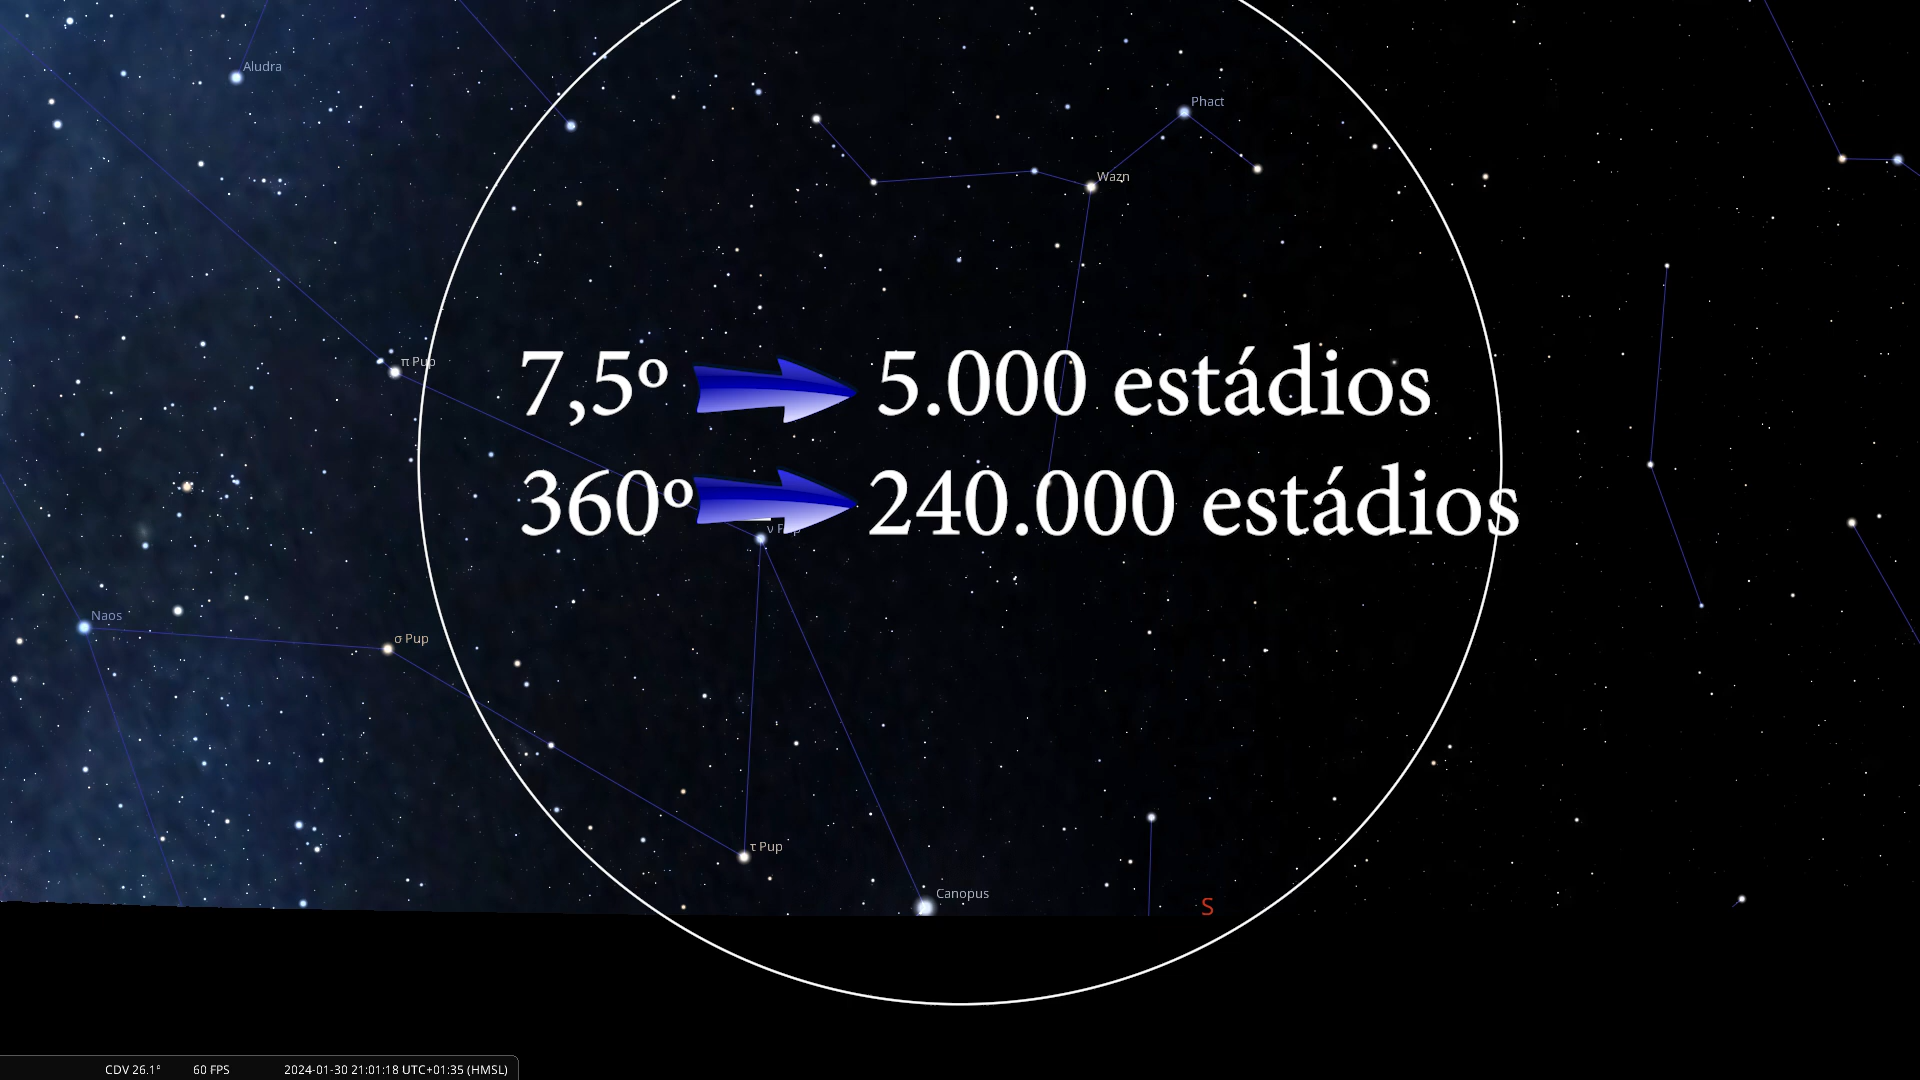 Aludra
Phact
Wazn
π Pup
7,5º 5.000 estádios
360º 240.000 estádios
Naos
σ Pup
τ Pup
Canopus
S
CDV 26.1° 60 FPS 2024-01-30 21:01:18 UTC+01:35 (HMSL)